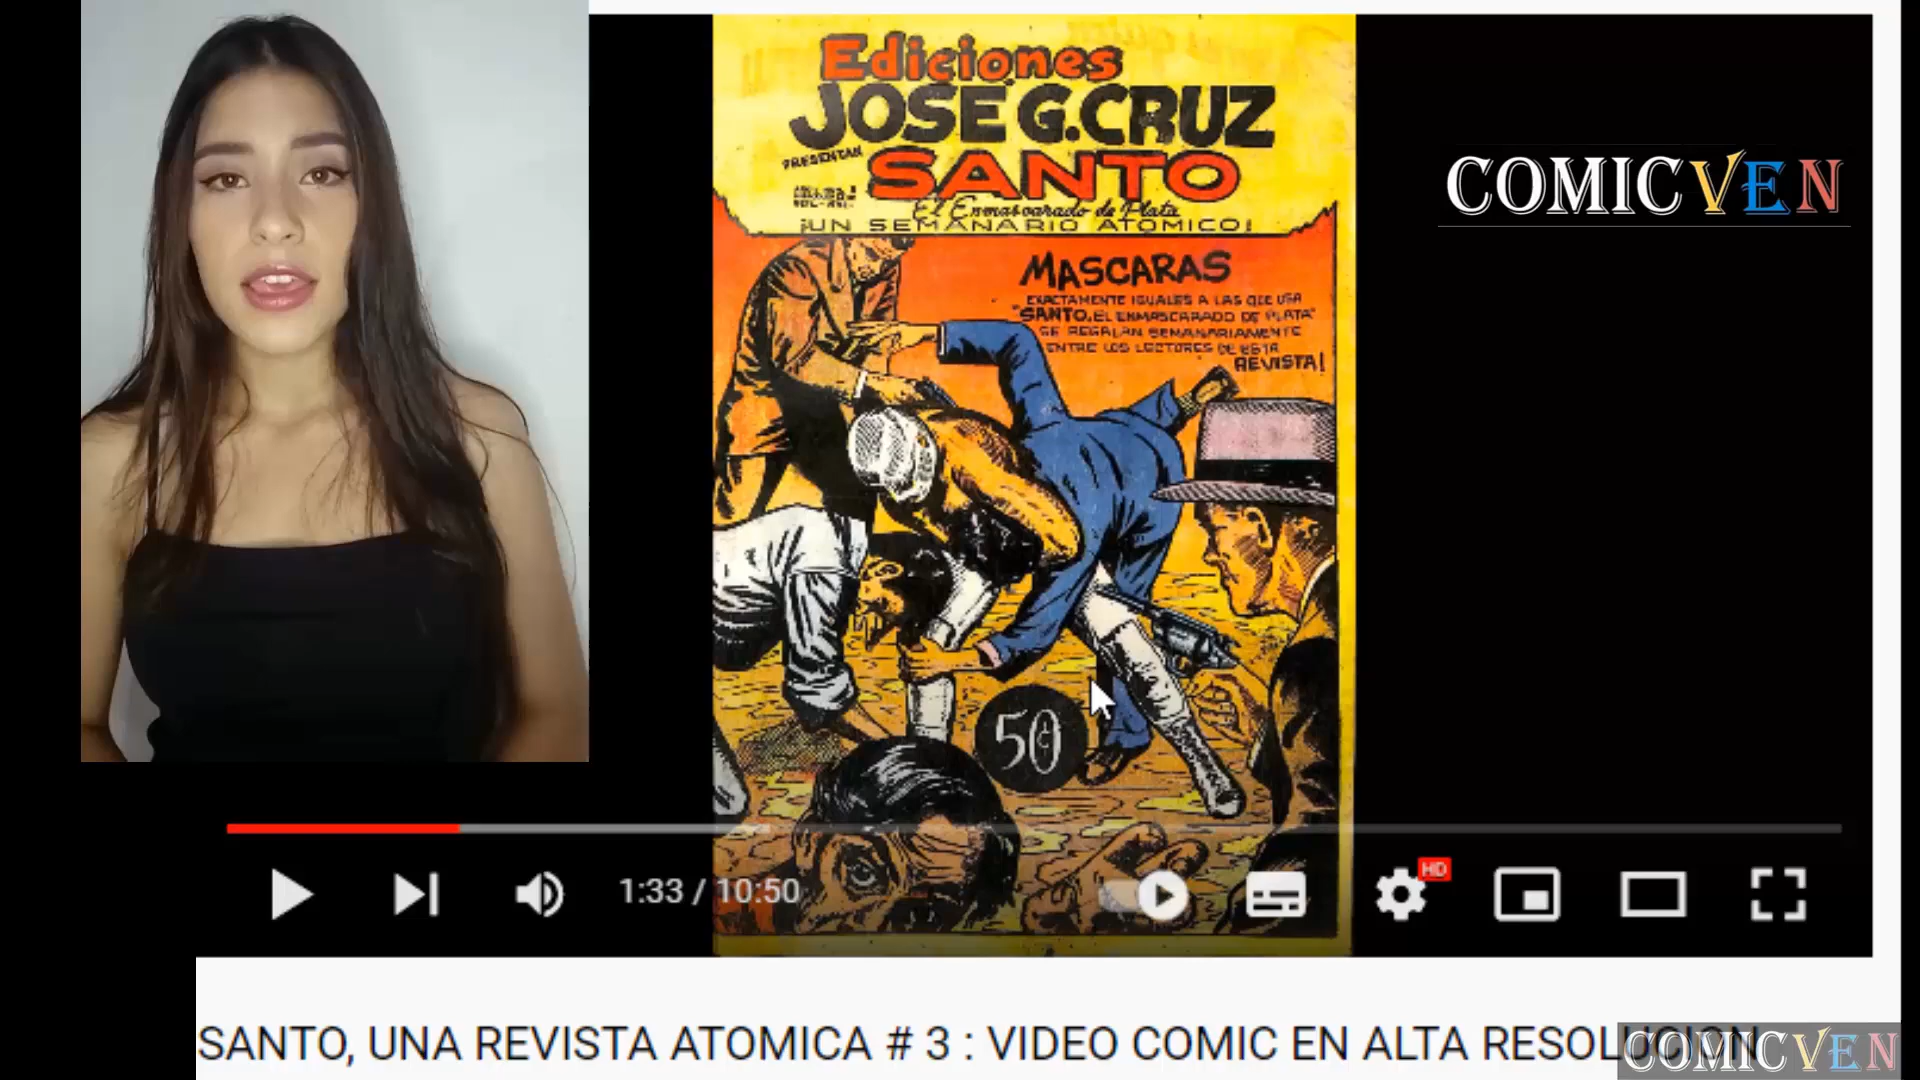 Ediciones
JOSE G. CRUZ
PRESENTAN
SANTO
El Enmascarado de Plata
¡UN SEMANARIO ATOMICO!
COMICVEN
MASCARAS
EXACTAMENTE IGUALES A LAS QUE USA
"SANTO, EL ENMASCARADO DE PLATA"
SE REGALAN SEMANARIAMENTE
ENTRE LOS LECTORES DE ESTA
REVISTA!
50¢
1:33 / 10:50
HD
SANTO, UNA REVISTA ATOMICA # 3 : VIDEO COMIC EN ALTA RESOLUCION
COMICVEN